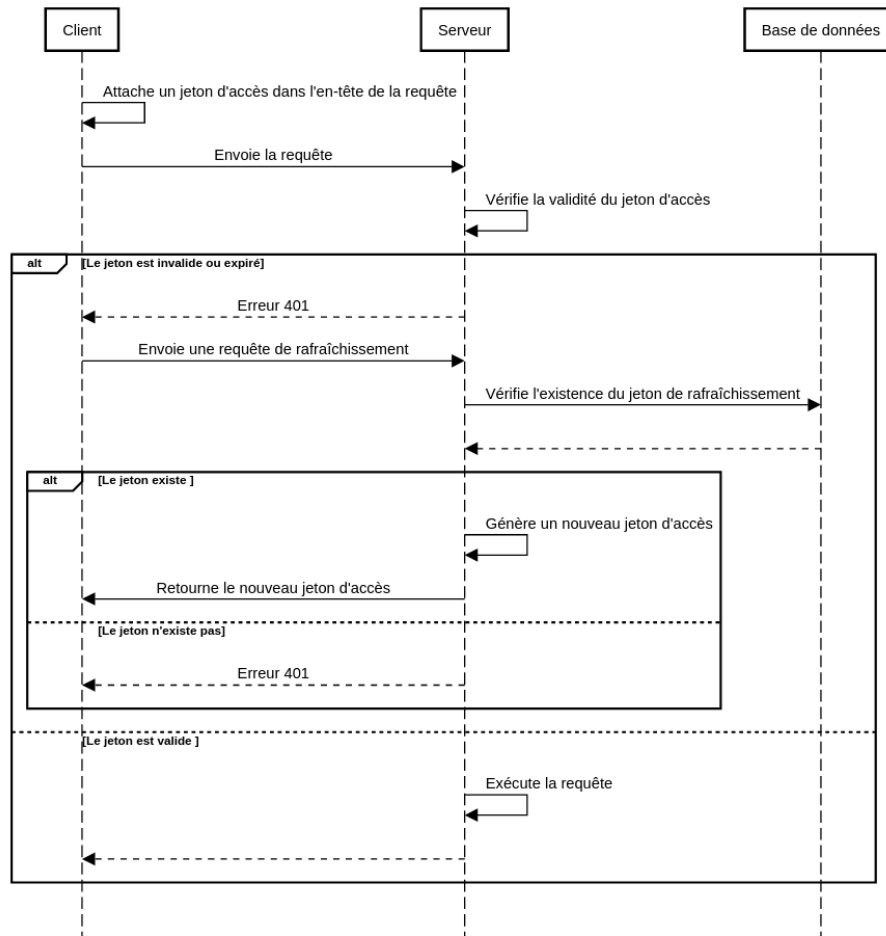 Client
Serveur
Base de données
Attache un jeton d'accès dans l'en-tête de la requête
Envoie la requête
Vérifie la validité du jeton d'accès
alt
[Le jeton est invalide ou expiré]
Erreur 401
Envoie une requête de rafraîchissement
Vérifie l'existence du jeton de rafraîchissement
alt
[Le jeton existe ]
Génère un nouveau jeton d'accès
Retourne le nouveau jeton d'accès
[Le jeton n'existe pas]
Erreur 401
[Le jeton est valide ]
Exécute la requête